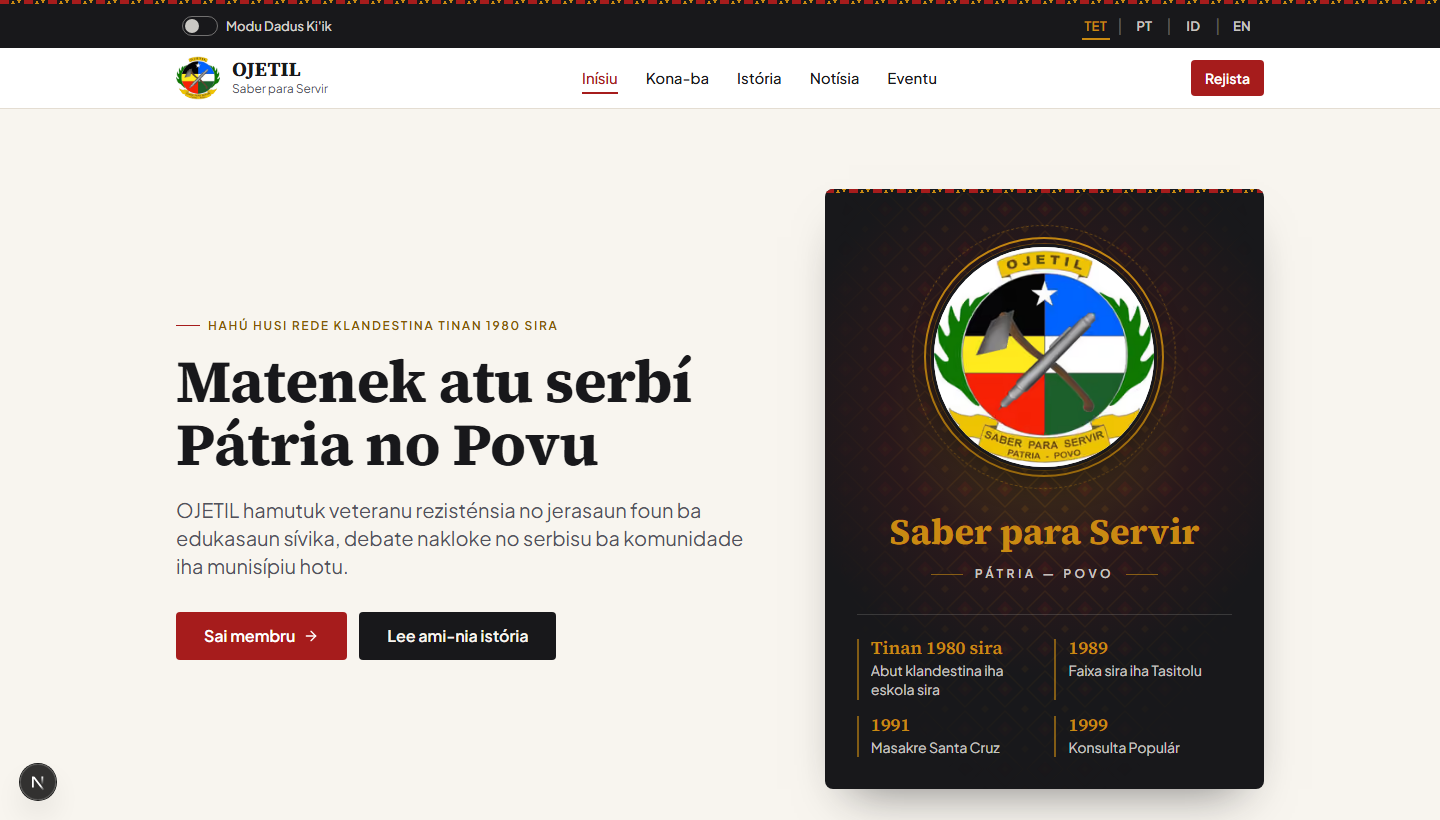 Modu Dadus Ki'ik
TET
PT
ID
EN
OJETIL
Saber para Servir
Inísiu
Kona-ba
Istória
Notísia
Eventu
Rejista
HAHÚ HUSI REDE KLANDESTINA TINAN 1980 SIRA
Matenek atu serbí
Pátria no Povu
OJETIL hamutuk veteranu rezisténsia no jerasaun foun ba
edukasaun sívika, debate nakloke no serbisu ba komunidade
iha munisípiu hotu.
Sai membru
Lee ami-nia istória
OJETIL
SABER PARA SERVIR
PATRIA - POVO
Saber para Servir
PÁTRIA — POVO
Tinan 1980 sira
Abut klandestina iha
eskola sira
1989
Faixa sira iha Tasitolu
1991
Masakre Santa Cruz
1999
Konsulta Populár
N